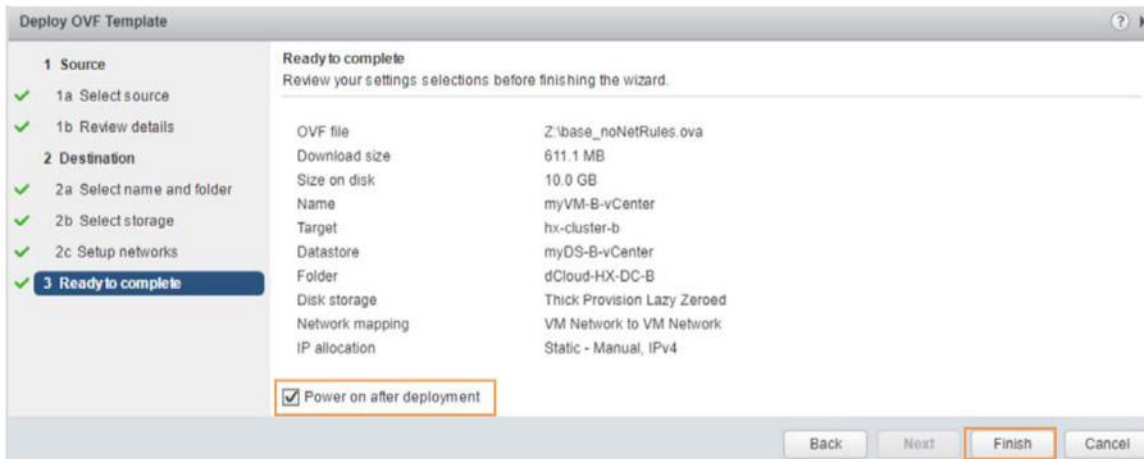 Deploy OVF Template
?
1 Source
1a Select source
1b Review details
2 Destination
2a Select name and folder
2b Select storage
2c Setup networks
3 Ready to complete
Ready to complete
Review your settings selections before finishing the wizard.
OVF file Z:\base_noNetRules.ova
Download size 611.1 MB
Size on disk 10.0 GB
Name myVM-B-vCenter
Target hx-cluster-b
Datastore myDS-B-vCenter
Folder dCloud-HX-DC-B
Disk storage Thick Provision Lazy Zeroed
Network mapping VM Network to VM Network
IP allocation Static - Manual, IPv4
Power on after deployment
Back Next Finish Cancel